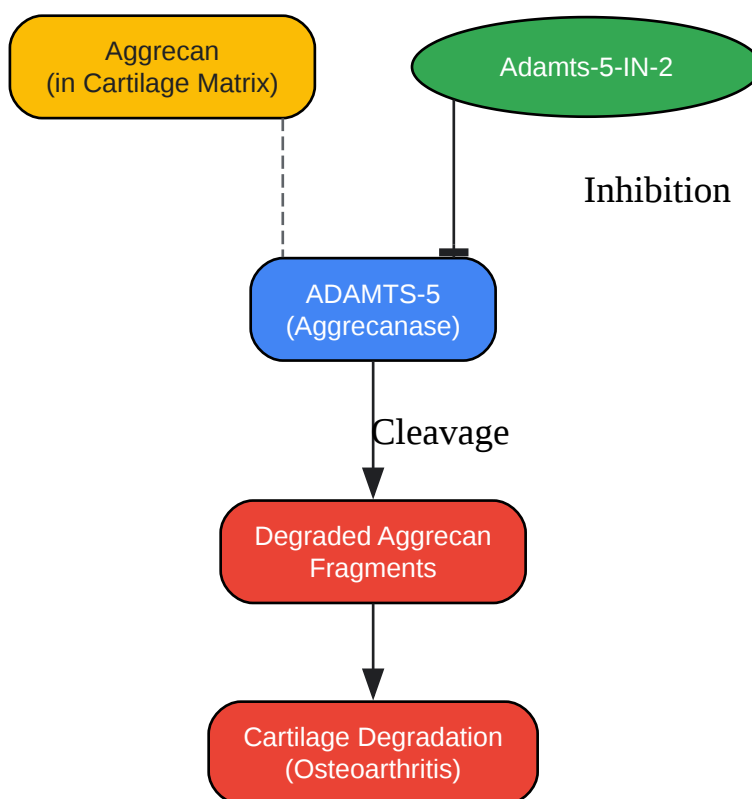 Aggrecan
(in Cartilage Matrix)
Adamts-5-IN-2
Inhibition
ADAMTS-5
(Aggrecanase)
Cleavage
Degraded Aggrecan
Fragments
Cartilage Degradation
(Osteoarthritis)